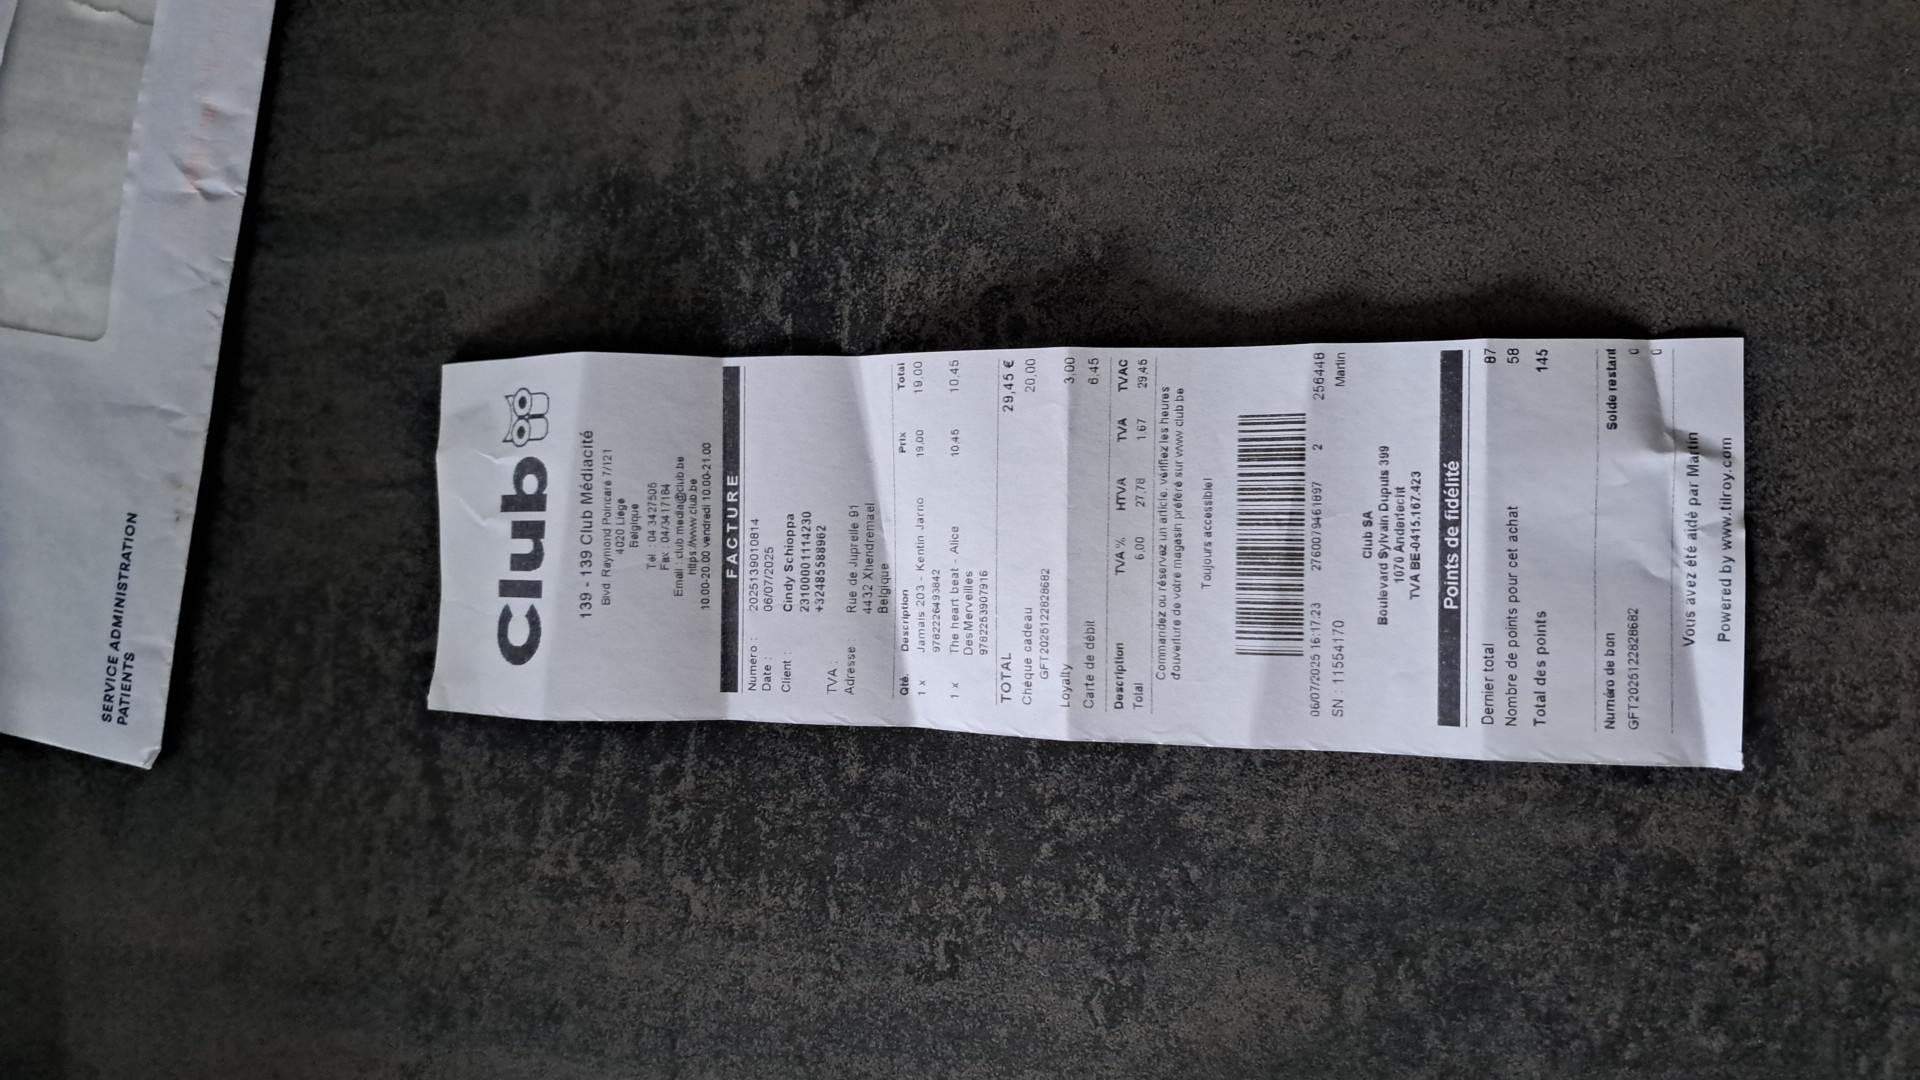 SERVICE ADMINISTRATION
PATIENTS
Club
139 - 139 Club Médiacité
Blvd Raymond Poincaré 7/121
4020 Liège
Belgique
Tel : 04 3427505
Fax : 04/3417184
Email : club.media@club.be
https://www.club.be
10.00-20.00 vendredi 10.00-21.00
FACTURE
Numéro : 2025139010814
Date : 06/07/2025
Client : Cindy Schioppa
23100001114230
+32485588962
TVA :
Adresse : Rue de Juprelle 91
4432 Xhendremael
Belgique
Qté. Description Prix Total
1 x Jamais 203 - Kentin Jarno 19,00 19,00
9782226493842
1 x The heart beat - Alice 10,45 10,45
Des Merveilles
9782253907916
TOTAL 29,45 €
Chèque cadeau 20,00
GFT2025122828682
Loyalty 3,00
Carte de débit 6,45
Description TVA % HTVA TVA TVAC
Total 6,00 27,78 1,67 29,45
Commandez ou réservez un article, vérifiez les heures
d'ouverture de votre magasin préféré sur www.club.be
Toujours accessible!
06/07/2025 16:17:23 2760079461897 2 256448
SN : 11554170 Martin
Club SA
Boulevard Sylvain Dupuis 399
1070 Anderlecht
TVA BE-0415.167.423
Points de fidélité
Dernier total 87
Nombre de points pour cet achat 58
Total des points 145
Numéro de bon Solde restant
GFT2025122828682 0
0
Vous avez été aidé par Martin
Powered by www.tilroy.com